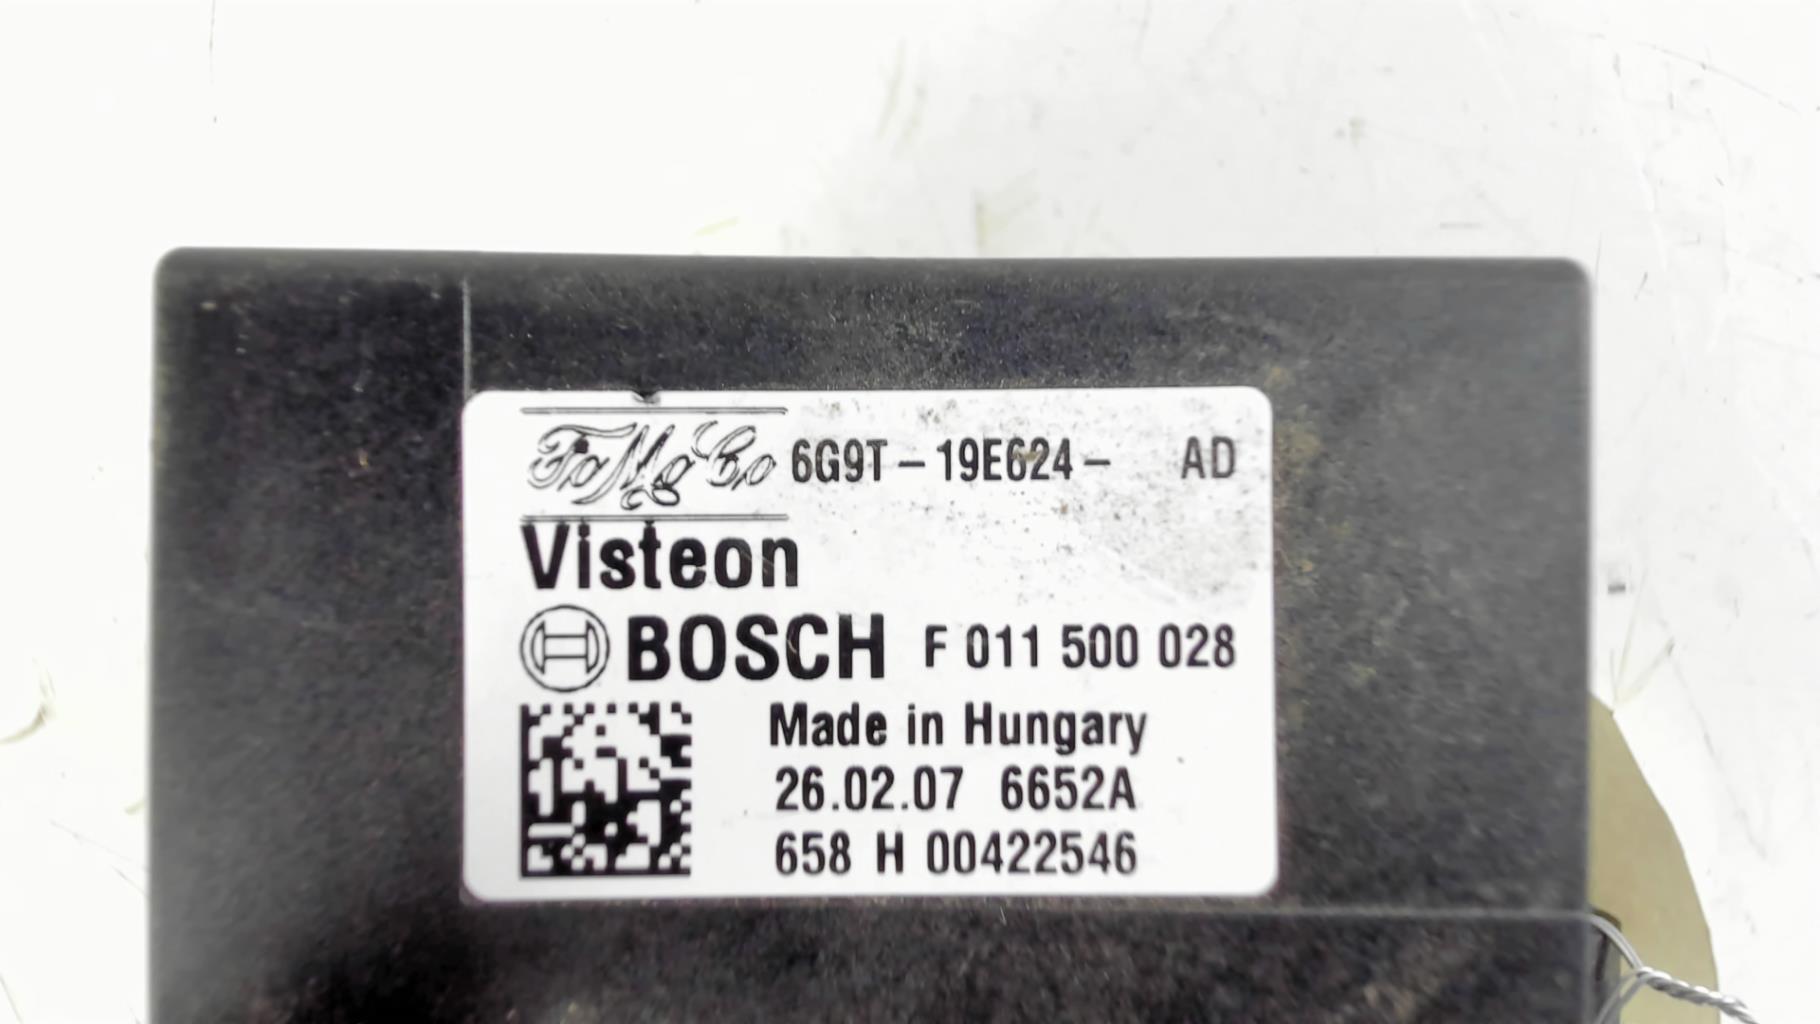 FoMoCo 6G9T - 19E624 - AD
Visteon
BOSCH F 011 500 028
Made in Hungary
26.02.07 6652A
658 H 00422546